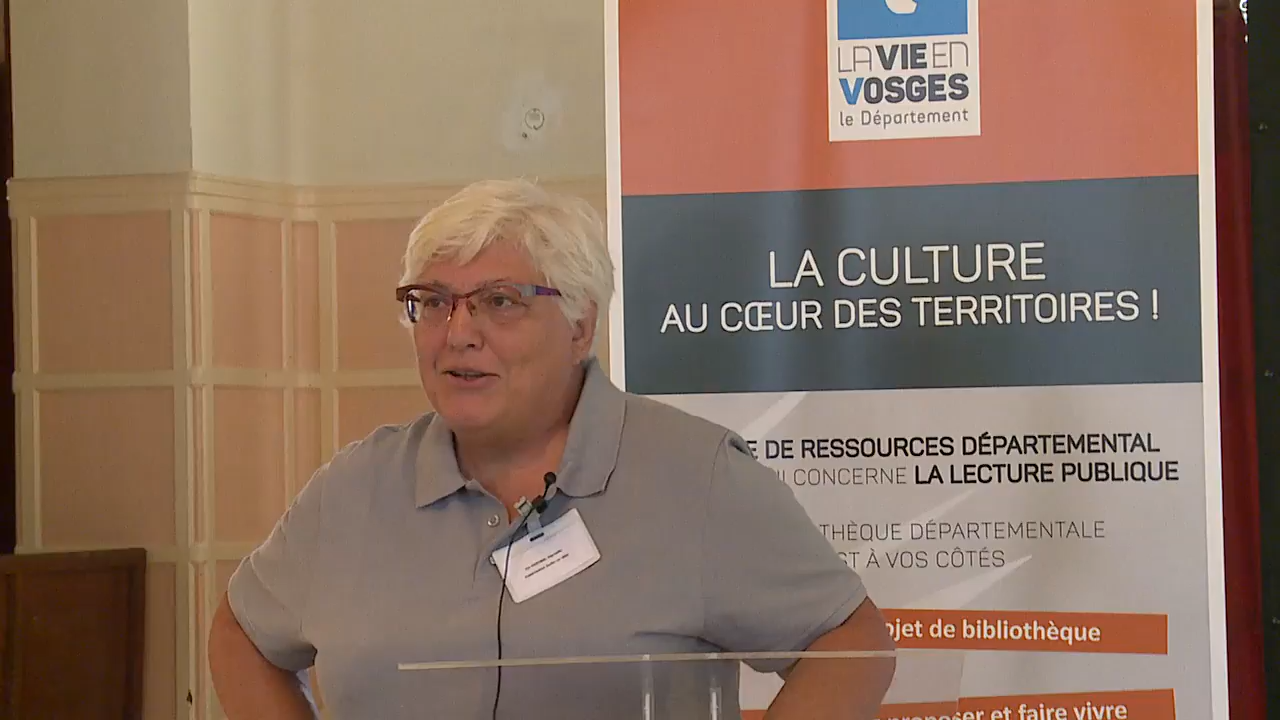 LA VIE EN
VOSGES
le Département
LA CULTURE
AU CŒUR DES TERRITOIRES !
DE RESSOURCES DÉPARTEMENTAL
CONCERNE LA LECTURE PUBLIQUE
THÈQUE DÉPARTEMENTALE
À VOS CÔTÉS
ojet de bibliothèque
proposer et faire vivre